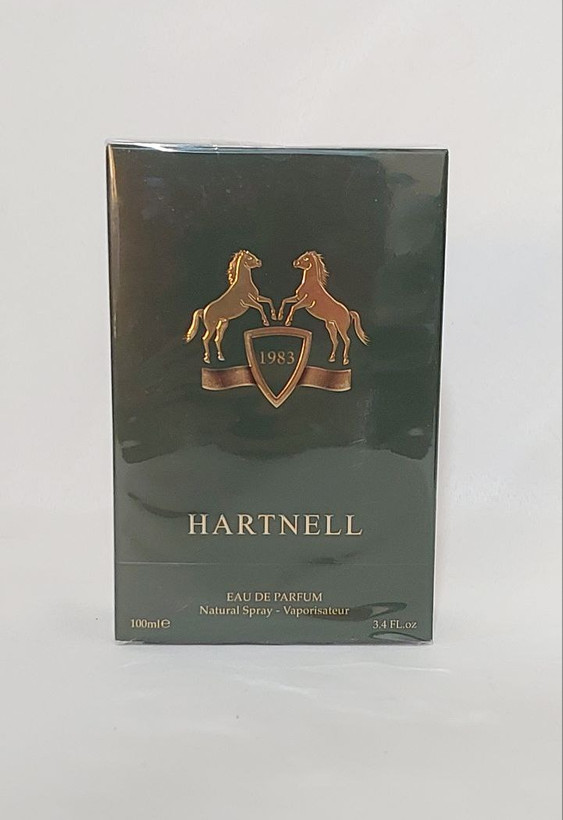 1983
HARTNELL
EAU DE PARFUM
Natural Spray - Vaporisateur
100ml℮
3.4 FL.oz